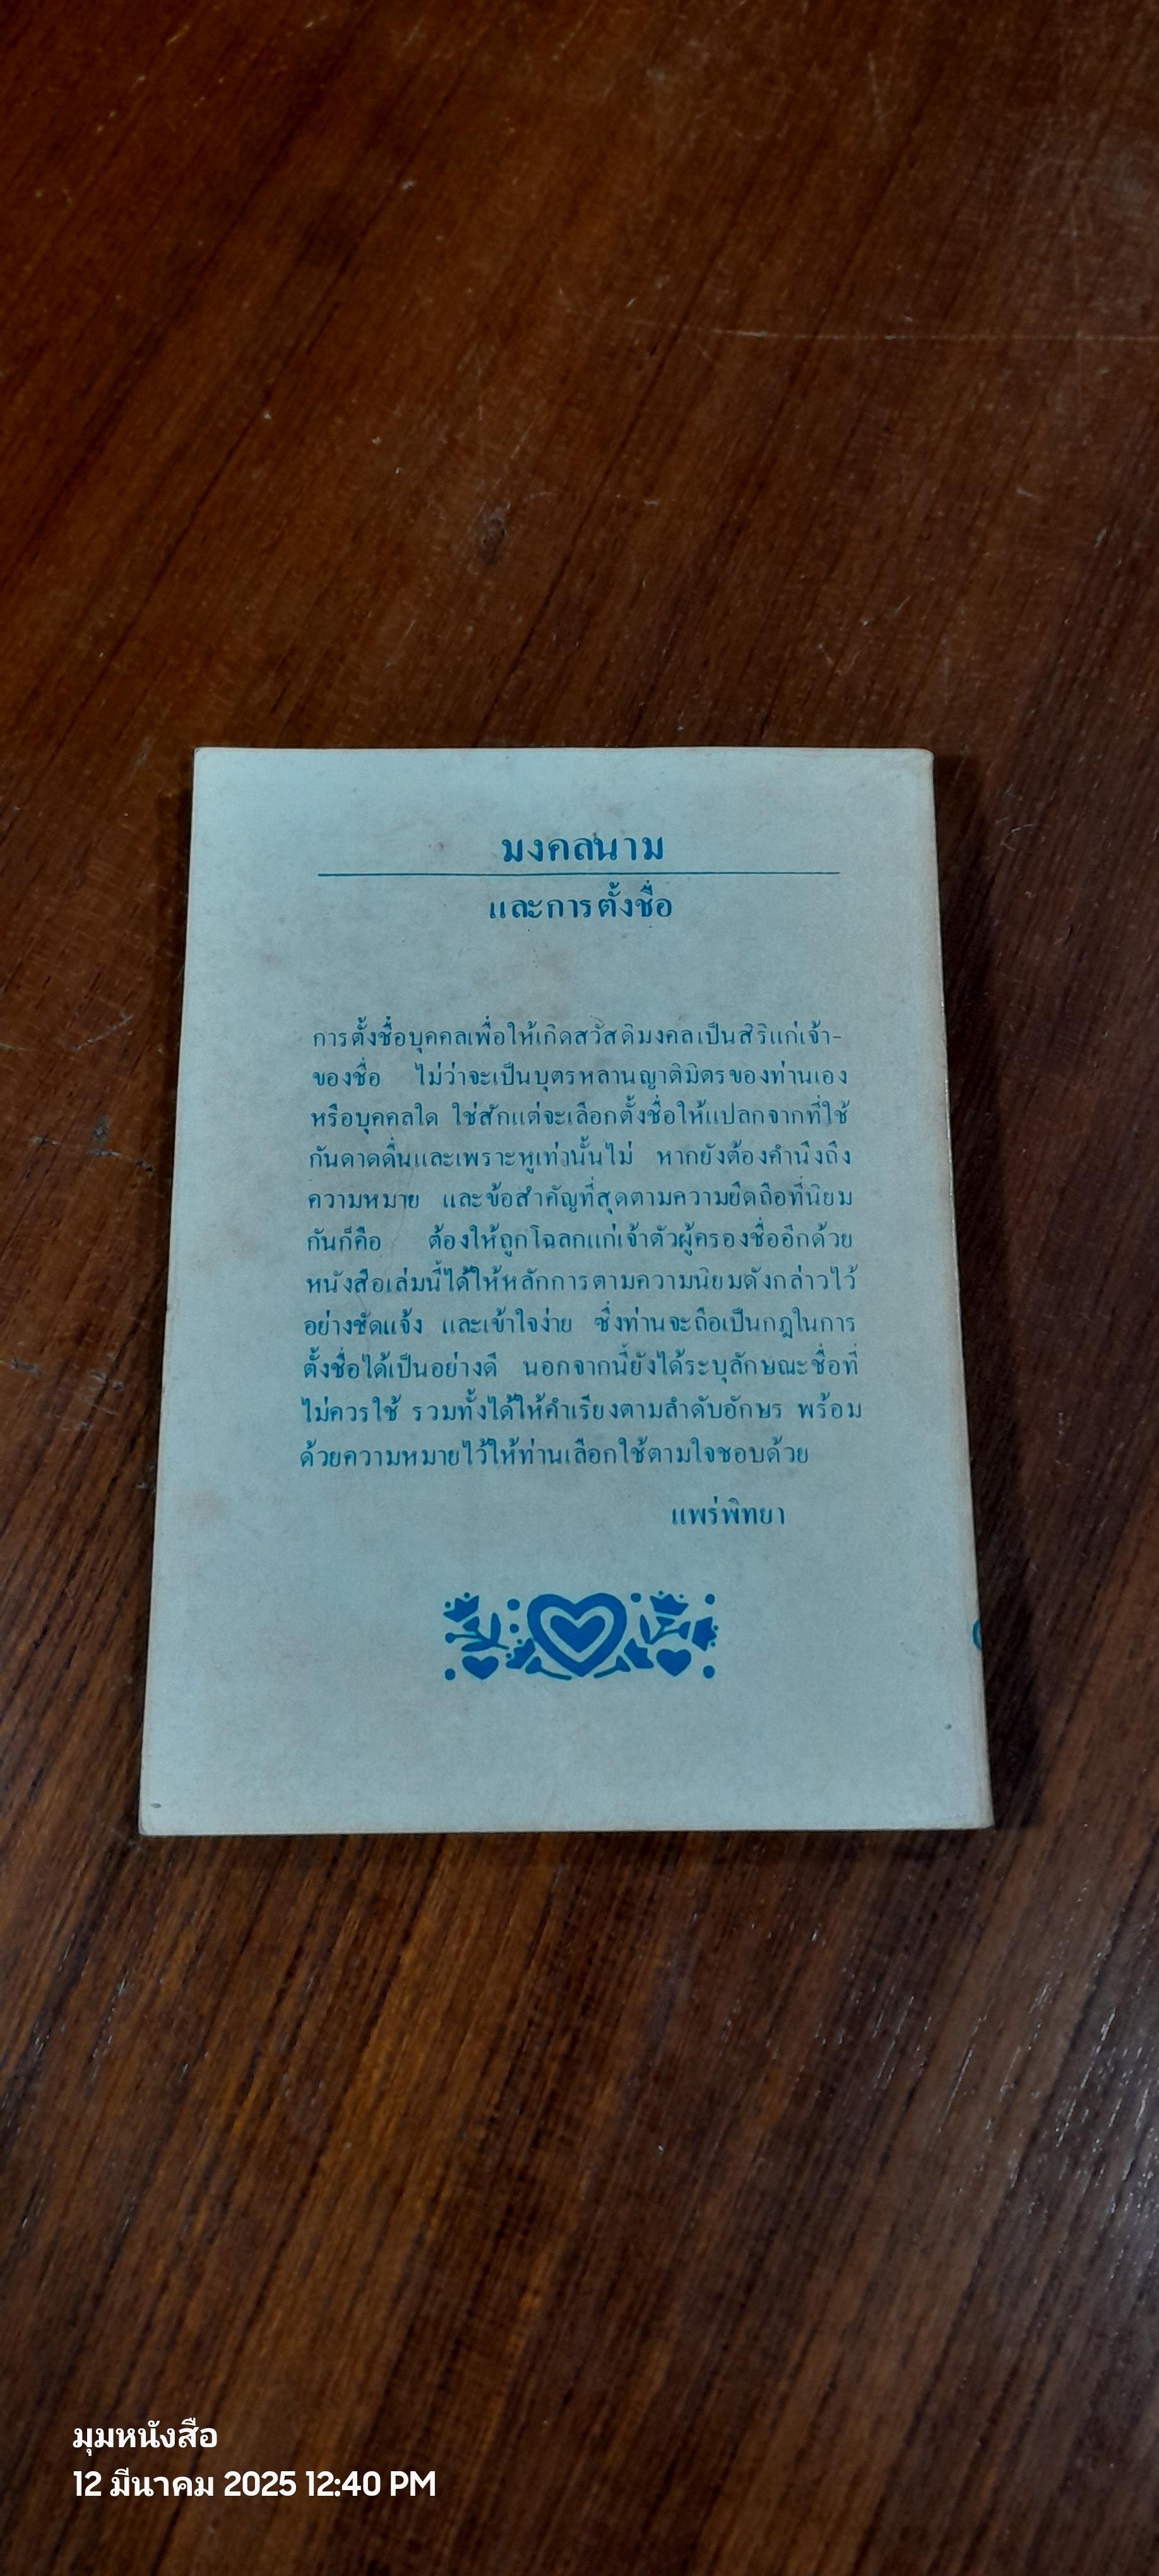 มงคลนาม
และการตั้งชื่อ
การตั้งชื่อบุคคลเพื่อให้เกิดสวัสดิมงคลเป็นสิริแก่เจ้า-
ของชื่อ ไม่ว่าจะเป็นบุตรหลานญาติมิตรของท่านเอง
หรือบุคคลใด ใช่สักแต่จะเลือกตั้งชื่อให้แปลกจากที่ใช้
กันดาดดื่นและเพราะหูเท่านั้นไม่ หากยังต้องคำนึงถึง
ความหมาย และข้อสำคัญที่สุดตามความยึดถือที่นิยม
กันก็คือ ต้องให้ถูกโฉลกแก่เจ้าตัวผู้ครองชื่ออีกด้วย
หนังสือเล่มนี้ได้ให้หลักการตามความนิยมดังกล่าวไว้
อย่างชัดแจ้ง และเข้าใจง่าย ซึ่งท่านจะถือเป็นกฎในการ
ตั้งชื่อได้เป็นอย่างดี นอกจากนี้ยังได้ระบุลักษณะชื่อที่
ไม่ควรใช้ รวมทั้งได้ให้คำเรียงตามลำดับอักษร พร้อม
ด้วยความหมายไว้ให้ท่านเลือกใช้ตามใจชอบด้วย
แพร่พิทยา
มุมหนังสือ
12 มีนาคม 2025 12:40 PM